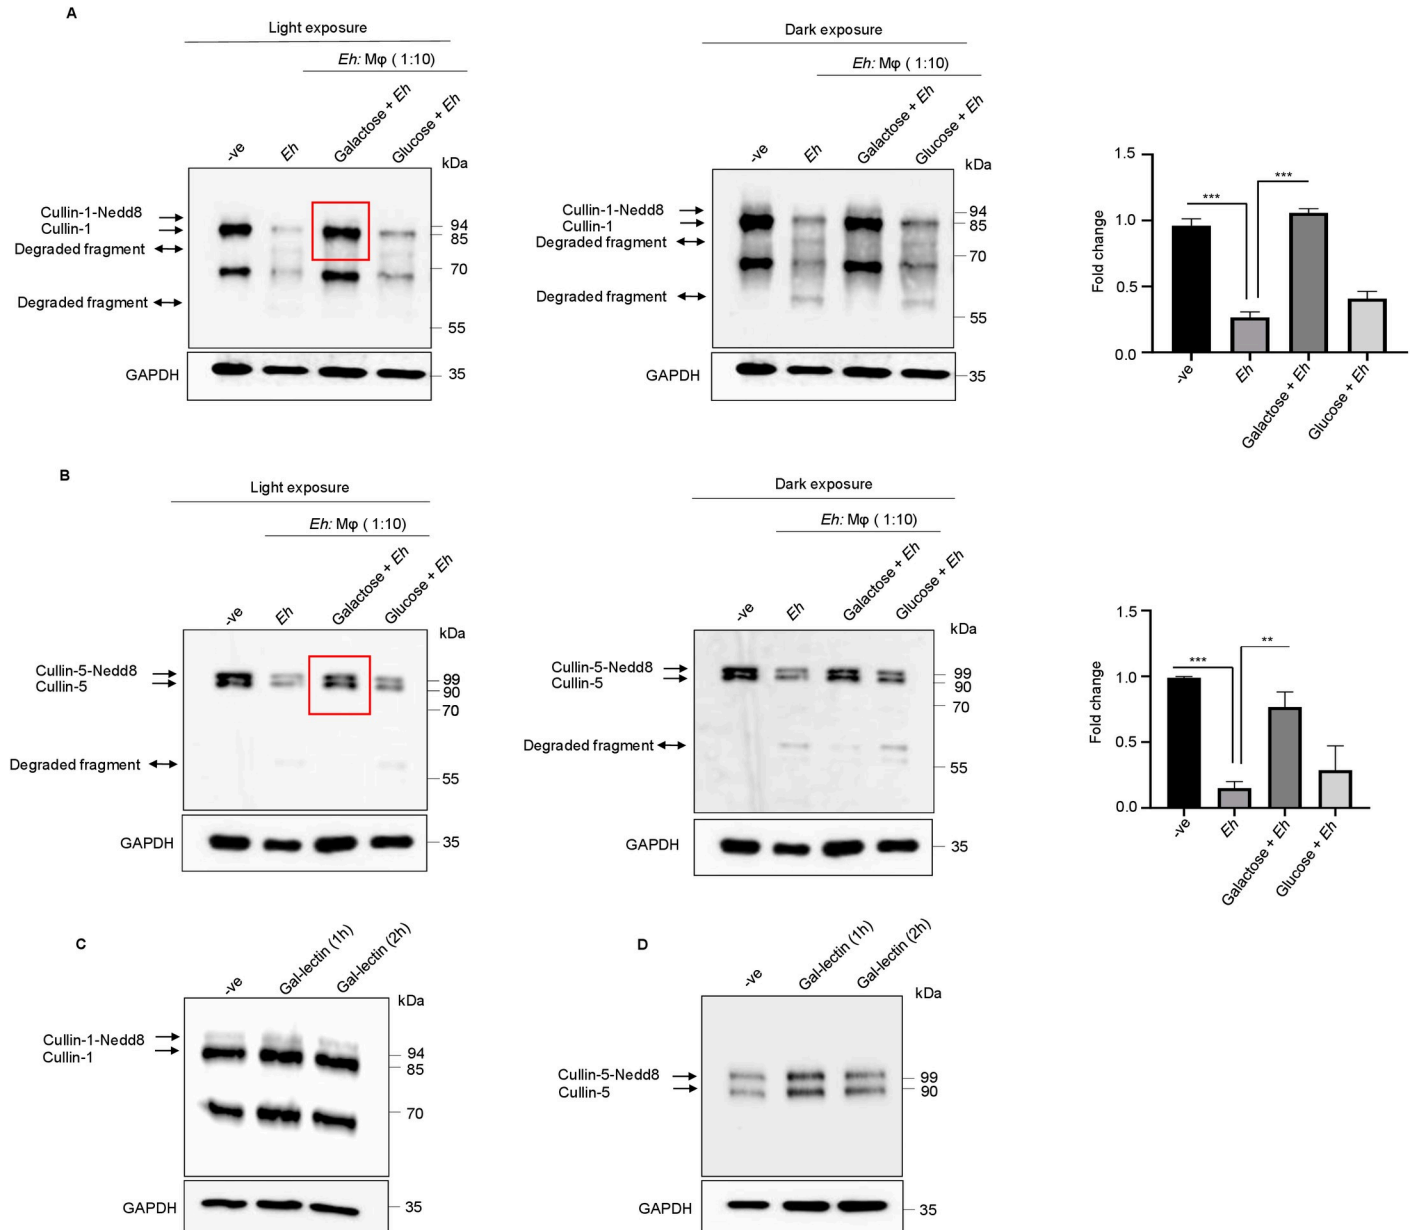 A
Light exposure
Eh: Mφ ( 1:10)
-ve
Eh
Galactose + Eh
Glucose + Eh
kDa
Cullin-1-Nedd8
Cullin-1
Degraded fragment
Degraded fragment
94
85
70
55
GAPDH
35
Dark exposure
Eh: Mφ ( 1:10)
-ve
Eh
Galactose + Eh
Glucose + Eh
kDa
Cullin-1-Nedd8
Cullin-1
Degraded fragment
Degraded fragment
94
85
70
55
GAPDH
35
Fold change
1.5
1.0
0.5
0.0
***
***
-ve
Eh
Galactose + Eh
Glucose + Eh
B
Light exposure
Eh: Mφ ( 1:10)
-ve
Eh
Galactose + Eh
Glucose + Eh
kDa
Cullin-5-Nedd8
Cullin-5
Degraded fragment
99
90
70
55
GAPDH
35
Dark exposure
Eh: Mφ ( 1:10)
-ve
Eh
Galactose + Eh
Glucose + Eh
kDa
Cullin-5-Nedd8
Cullin-5
Degraded fragment
99
90
70
55
GAPDH
35
Fold change
1.5
1.0
0.5
0.0
***
**
-ve
Eh
Galactose + Eh
Glucose + Eh
C
-ve
Gal-lectin (1h)
Gal-lectin (2h)
kDa
Cullin-1-Nedd8
Cullin-1
94
85
70
GAPDH
35
D
-ve
Gal-lectin (1h)
Gal-lectin (2h)
kDa
Cullin-5-Nedd8
Cullin-5
99
90
GAPDH
35